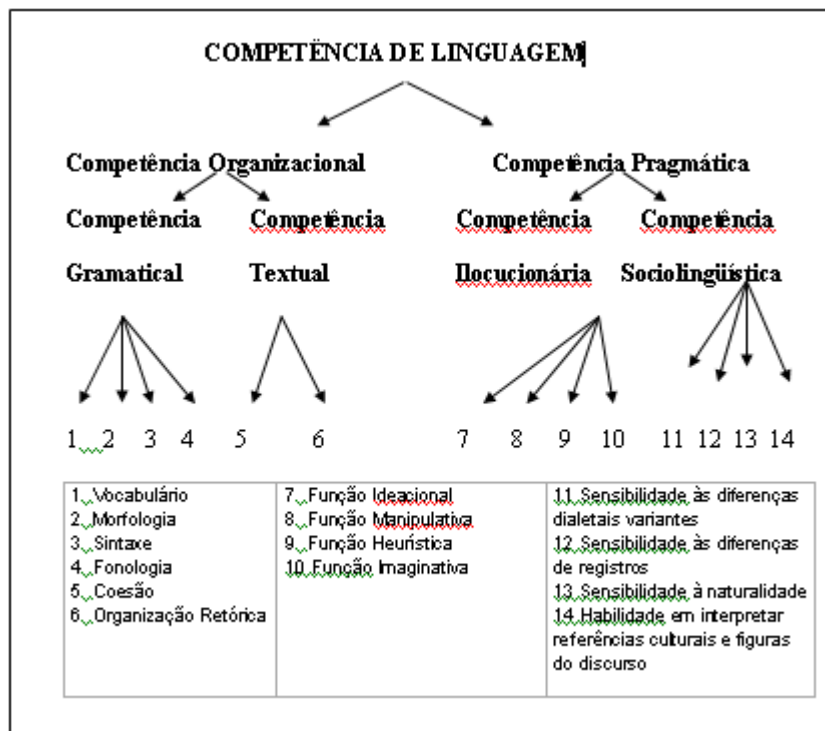 COMPETÊNCIA DE LINGUAGEM
Competência Organizacional Competência Pragmática
Competência Competência Competência Competência
Gramatical Textual Ilocucionária Sociolingüística
1 2 3 4 5 6 7 8 9 10 11 12 13 14
1 Vocabulário
2 Morfologia
3 Sintaxe
4 Fonologia
5 Coesão
6 Organização Retórica
7 Função Ideacional
8 Função Manipulativa
9 Função Heurística
10 Função Imaginativa
11 Sensibilidade às diferenças
dialetais variantes
12 Sensibilidade às diferenças
de registros
13 Sensibilidade à naturalidade
14 Habilidade em interpretar
referências culturais e figuras
do discurso